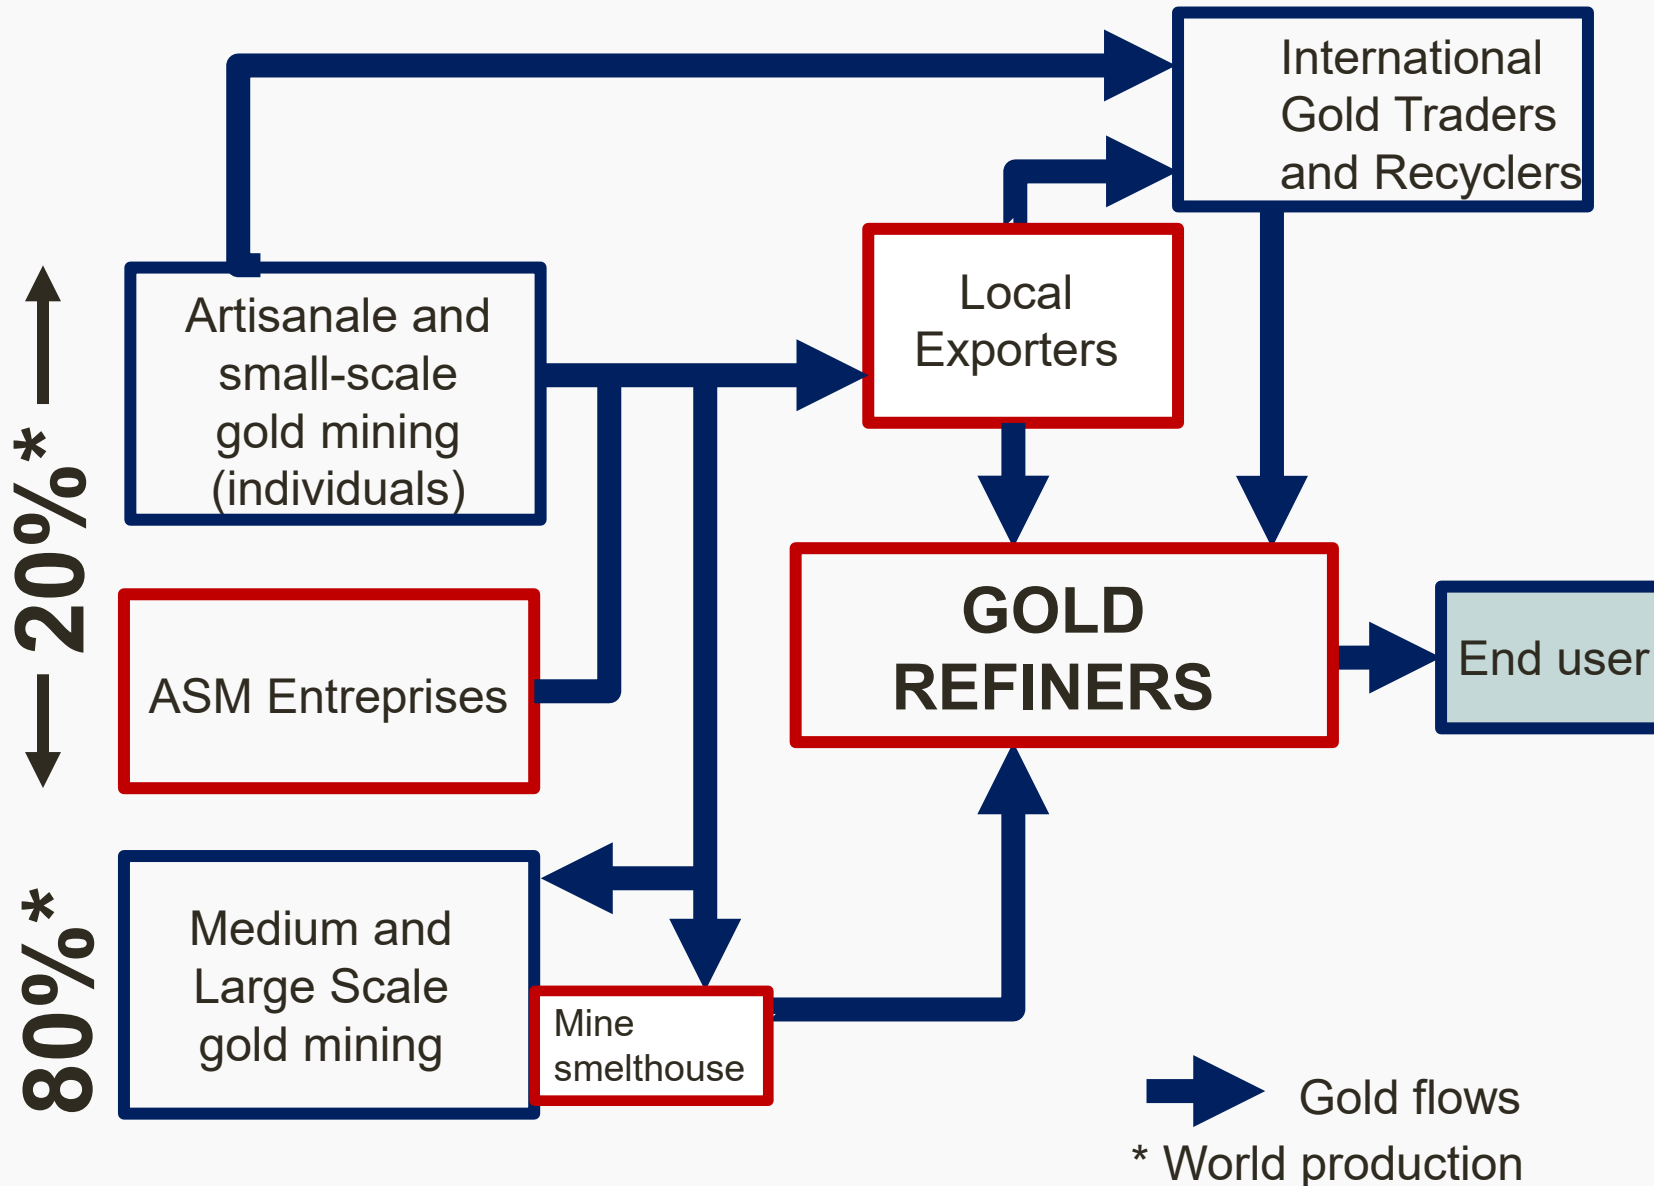 International
Gold Traders
and Recyclers
Local
Exporters
Artisanale and
small-scale
gold mining
(individuals)
20%*
ASM Entreprises
GOLD
REFINERS
End user
80%*
Medium and
Large Scale
gold mining
Mine
smelthouse
Gold flows
* World production